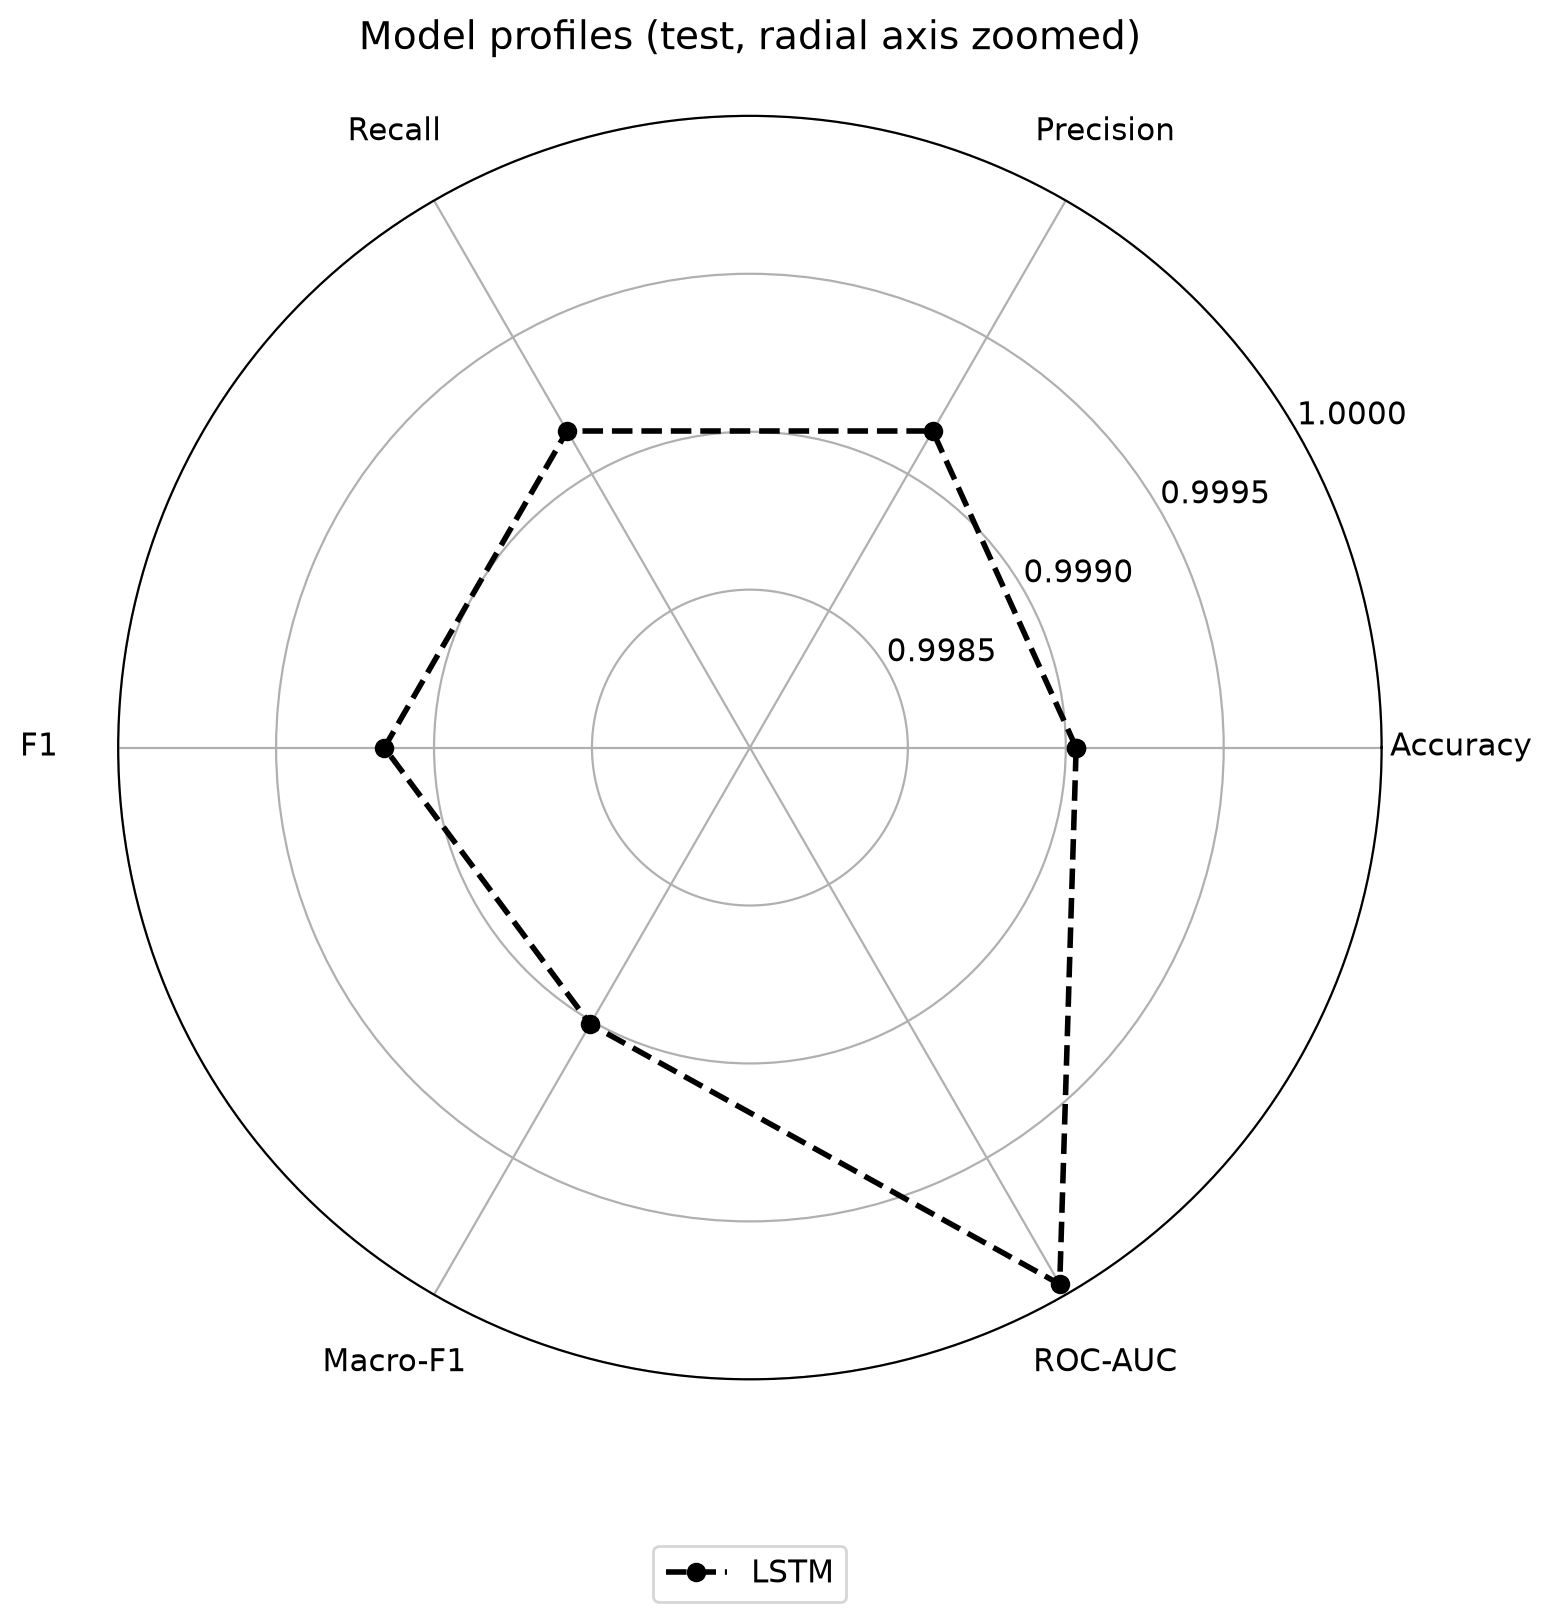 Model profiles (test, radial axis zoomed)
Recall
Precision
1.0000
0.9995
0.9990
0.9985
F1
Accuracy
Macro-F1
ROC-AUC
LSTM